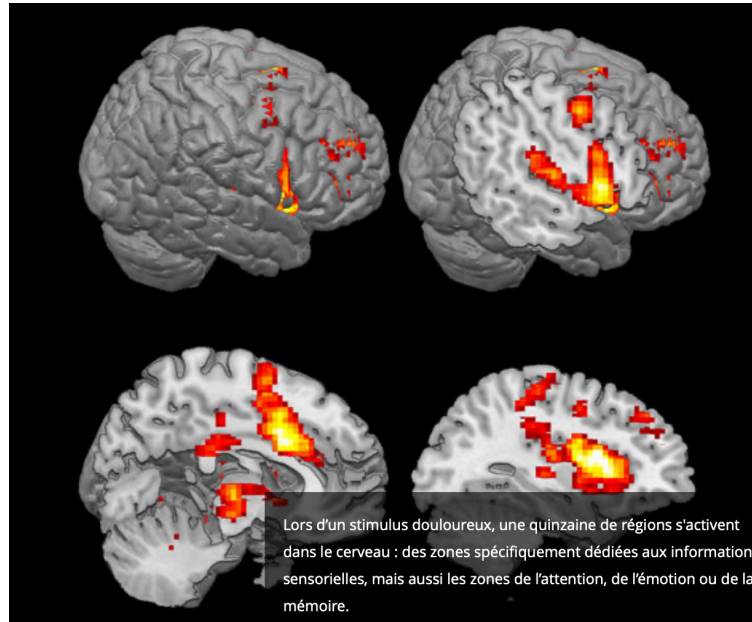 Lors d’un stimulus douloureux, une quinzaine de régions s'activent
dans le cerveau : des zones spécifiquement dédiées aux information
sensorielles, mais aussi les zones de l’attention, de l’émotion ou de la
mémoire.